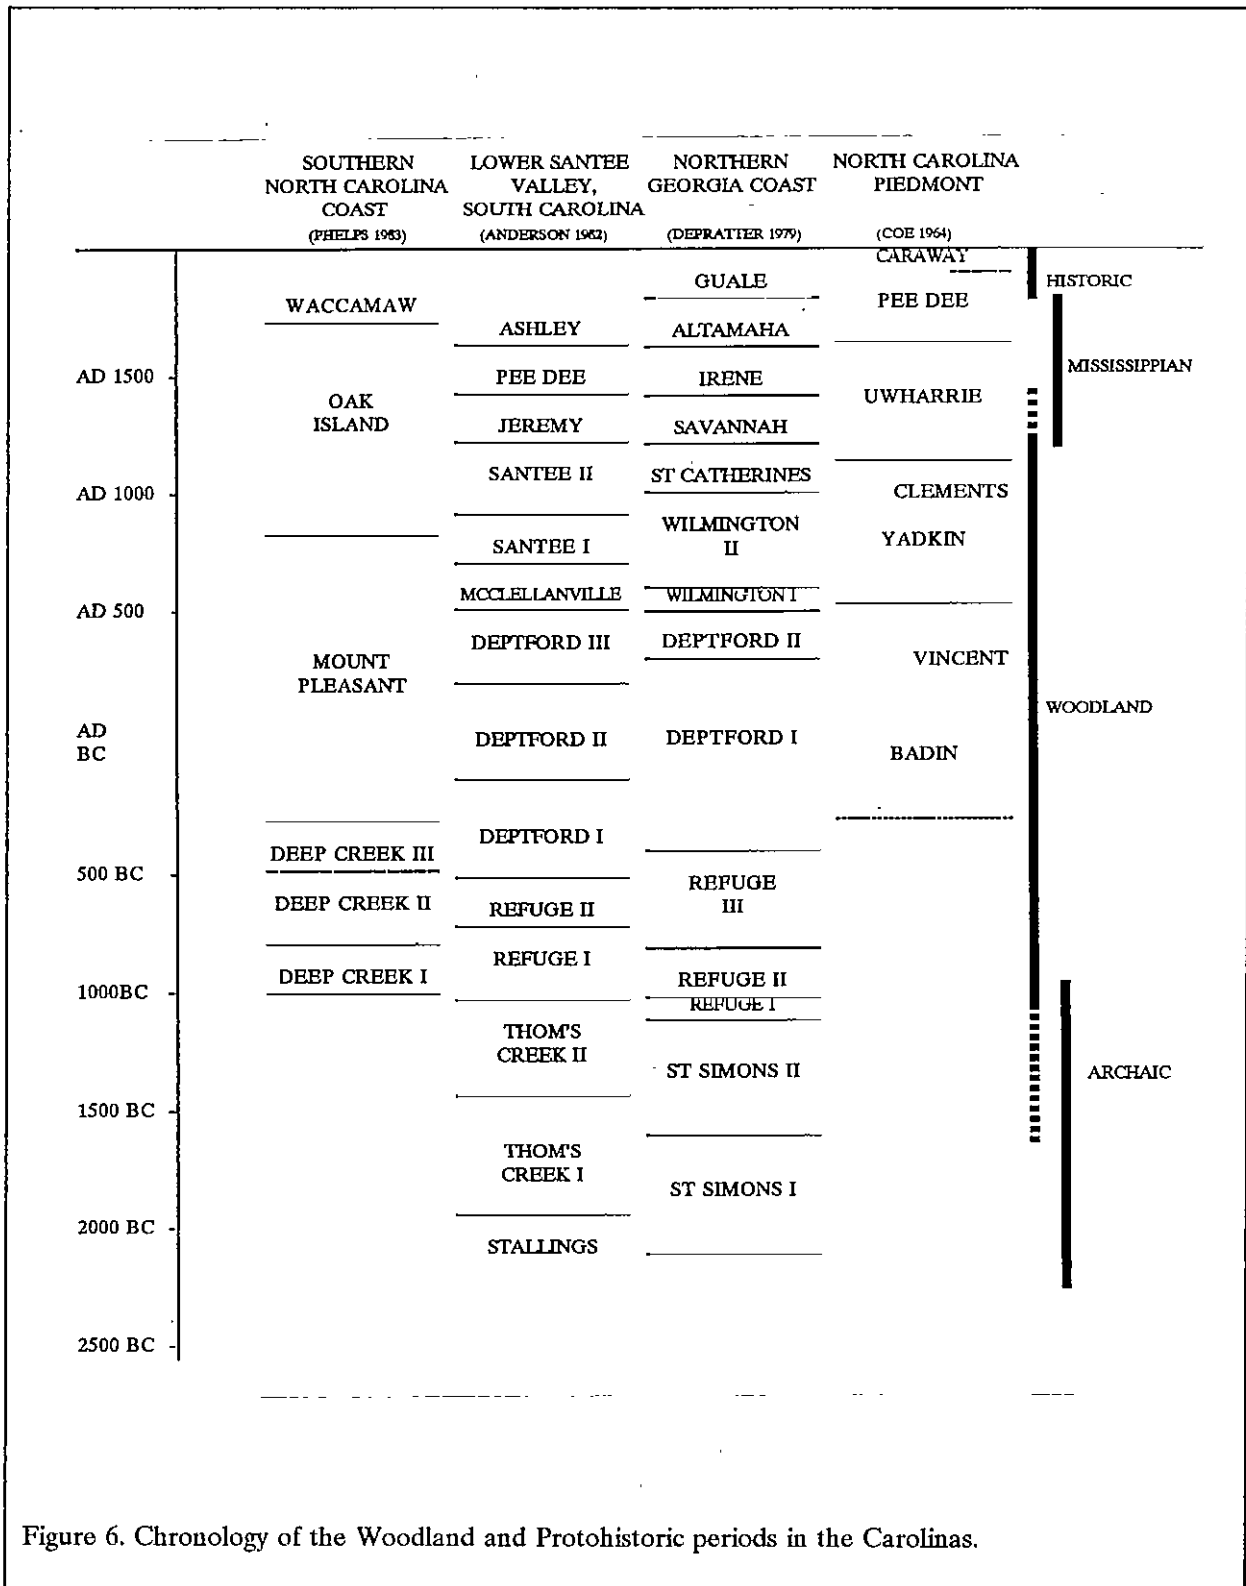 SOUTHERN
NORTH CAROLINA
COAST
(PHELPS 1983)
LOWER SANTEE
VALLEY,
SOUTH CAROLINA
(ANDERSON 1982)
NORTHERN
GEORGIA COAST
(DEPRATTER 1979)
NORTH CAROLINA
PIEDMONT
(COE 1964)
AD 1500
AD 1000
AD 500
AD
BC
500 BC
1000BC
1500 BC
2000 BC
2500 BC
WACCAMAW
OAK
ISLAND
MOUNT
PLEASANT
DEEP CREEK III
DEEP CREEK II
DEEP CREEK I
ASHLEY
PEE DEE
JEREMY
SANTEE II
SANTEE I
MCCLELLANVILLE
DEPTFORD III
DEPTFORD II
DEPTFORD I
REFUGE II
REFUGE I
THOM'S
CREEK II
THOM'S
CREEK I
STALLINGS
GUALE
ALTAMAHA
IRENE
SAVANNAH
ST CATHERINES
WILMINGTON
II
WILMINGTON I
DEPTFORD II
DEPTFORD I
REFUGE
III
REFUGE II
REFUGE I
ST SIMONS II
ST SIMONS I
CARAWAY
PEE DEE
UWHARRIE
CLEMENTS
YADKIN
VINCENT
BADIN
HISTORIC
MISSISSIPPIAN
WOODLAND
ARCHAIC
Figure 6. Chronology of the Woodland and Protohistoric periods in the Carolinas.